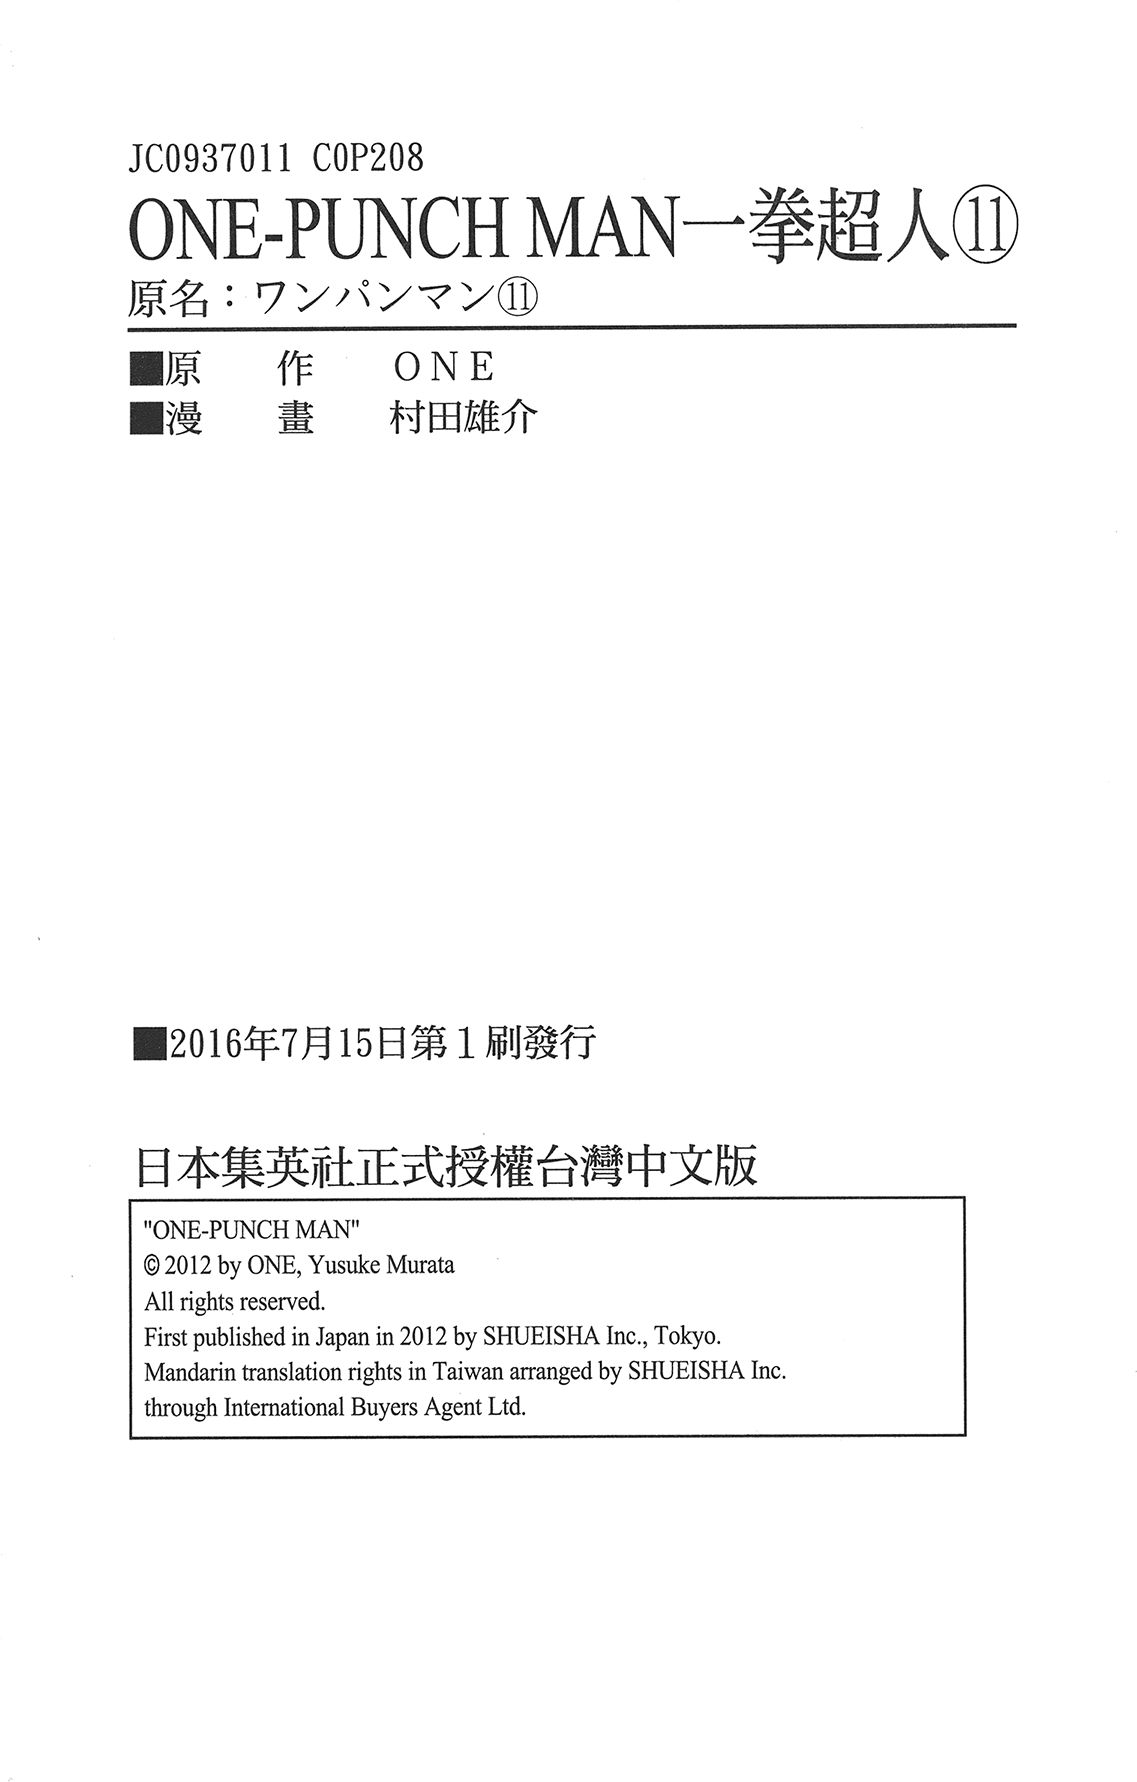 JC0937011 C0P208
ONE-PUNCH MAN一拳超人⑪
原名：ワンパンマン⑪
■原　作　ＯＮＥ
■漫　畫　村田雄介
■2016年7月15日第１刷發行
日本集英社正式授權台灣中文版
"ONE-PUNCH MAN"
© 2012 by ONE, Yusuke Murata
All rights reserved.
First published in Japan in 2012 by SHUEISHA Inc., Tokyo.
Mandarin translation rights in Taiwan arranged by SHUEISHA Inc.
through International Buyers Agent Ltd.